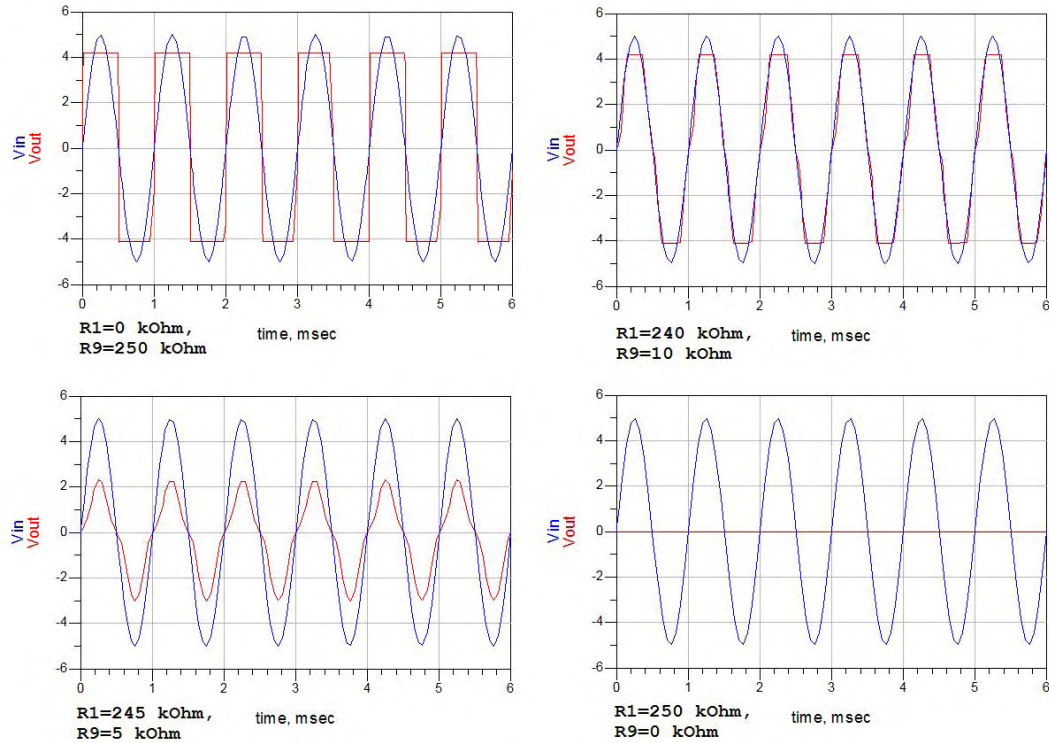 6
4
2
0
-2
-4
-6
Vin
Vout
0 1 2 3 4 5 6
R1=0 kOhm,
R9=250 kOhm
time, msec
6
4
2
0
-2
-4
-6
Vin
Vout
0 1 2 3 4 5 6
R1=240 kOhm,
R9=10 kOhm
time, msec
6
4
2
0
-2
-4
-6
Vin
Vout
0 1 2 3 4 5 6
R1=245 kOhm,
R9=5 kOhm
time, msec
6
4
2
0
-2
-4
-6
Vin
Vout
0 1 2 3 4 5 6
R1=250 kOhm,
R9=0 kOhm
time, msec